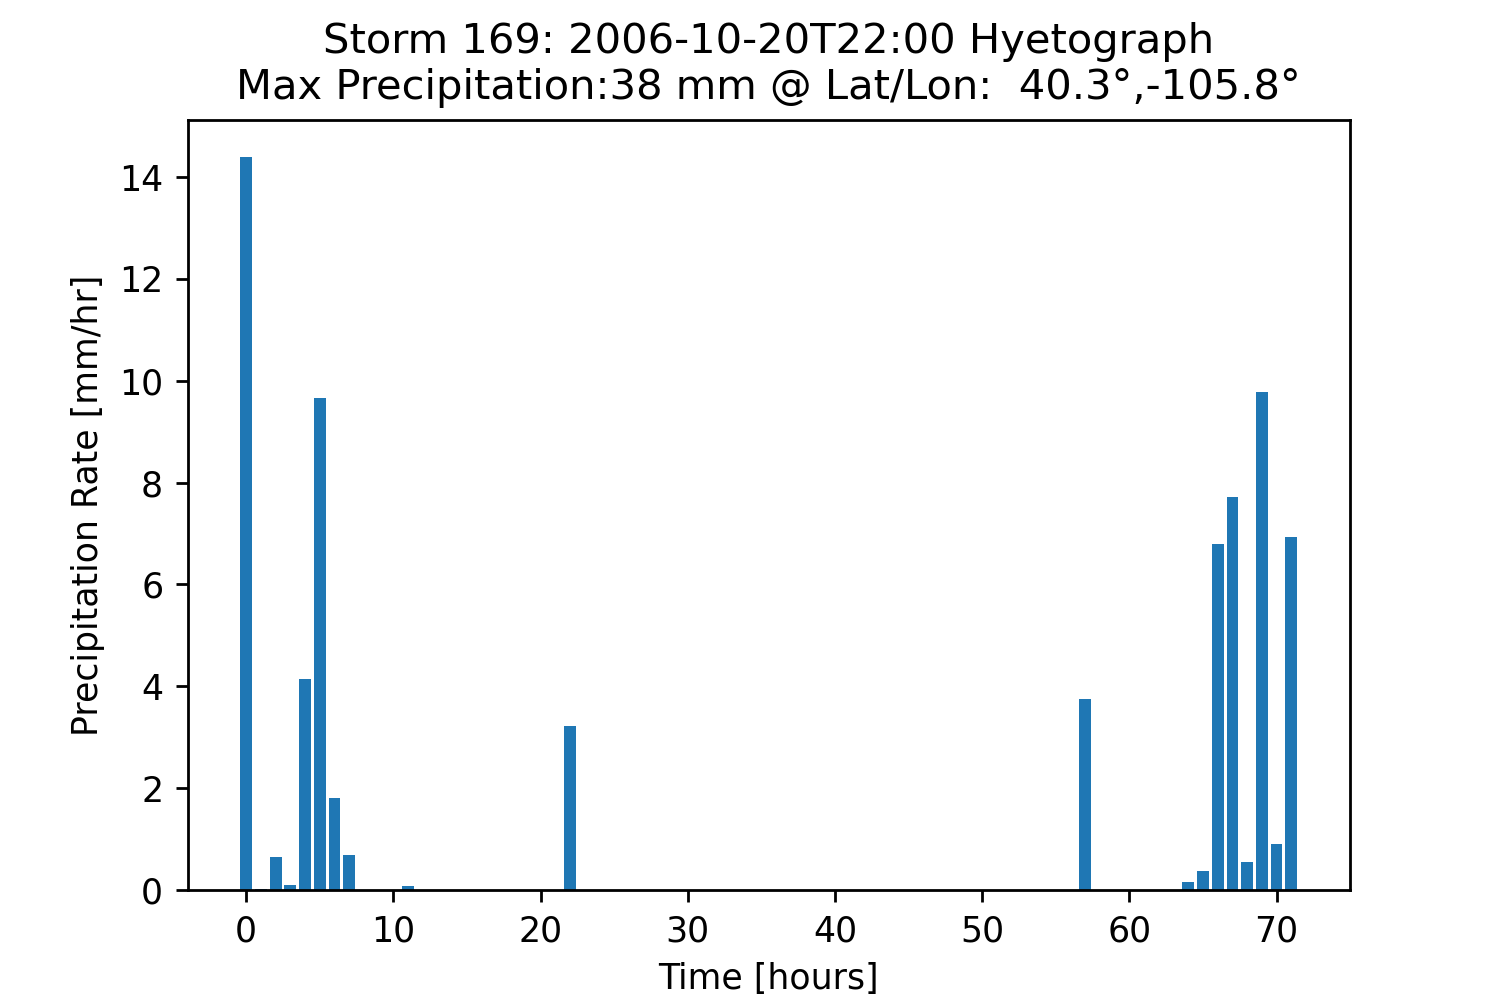 Storm 169: 2006-10-20T22:00 Hyetograph
Max Precipitation:38 mm @ Lat/Lon:  40.3°,-105.8°
Precipitation Rate [mm/hr]
14
12
10
8
6
4
2
0
0 10 20 30 40 50 60 70
Time [hours]